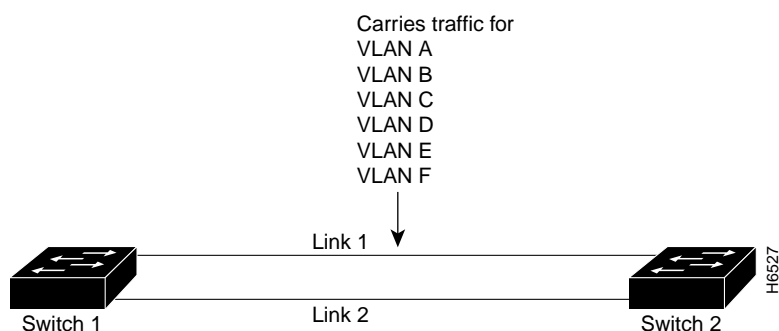 Carries traffic for
VLAN A
VLAN B
VLAN C
VLAN D
VLAN E
VLAN F
Link 1
Link 2
Switch 1
Switch 2
H6527